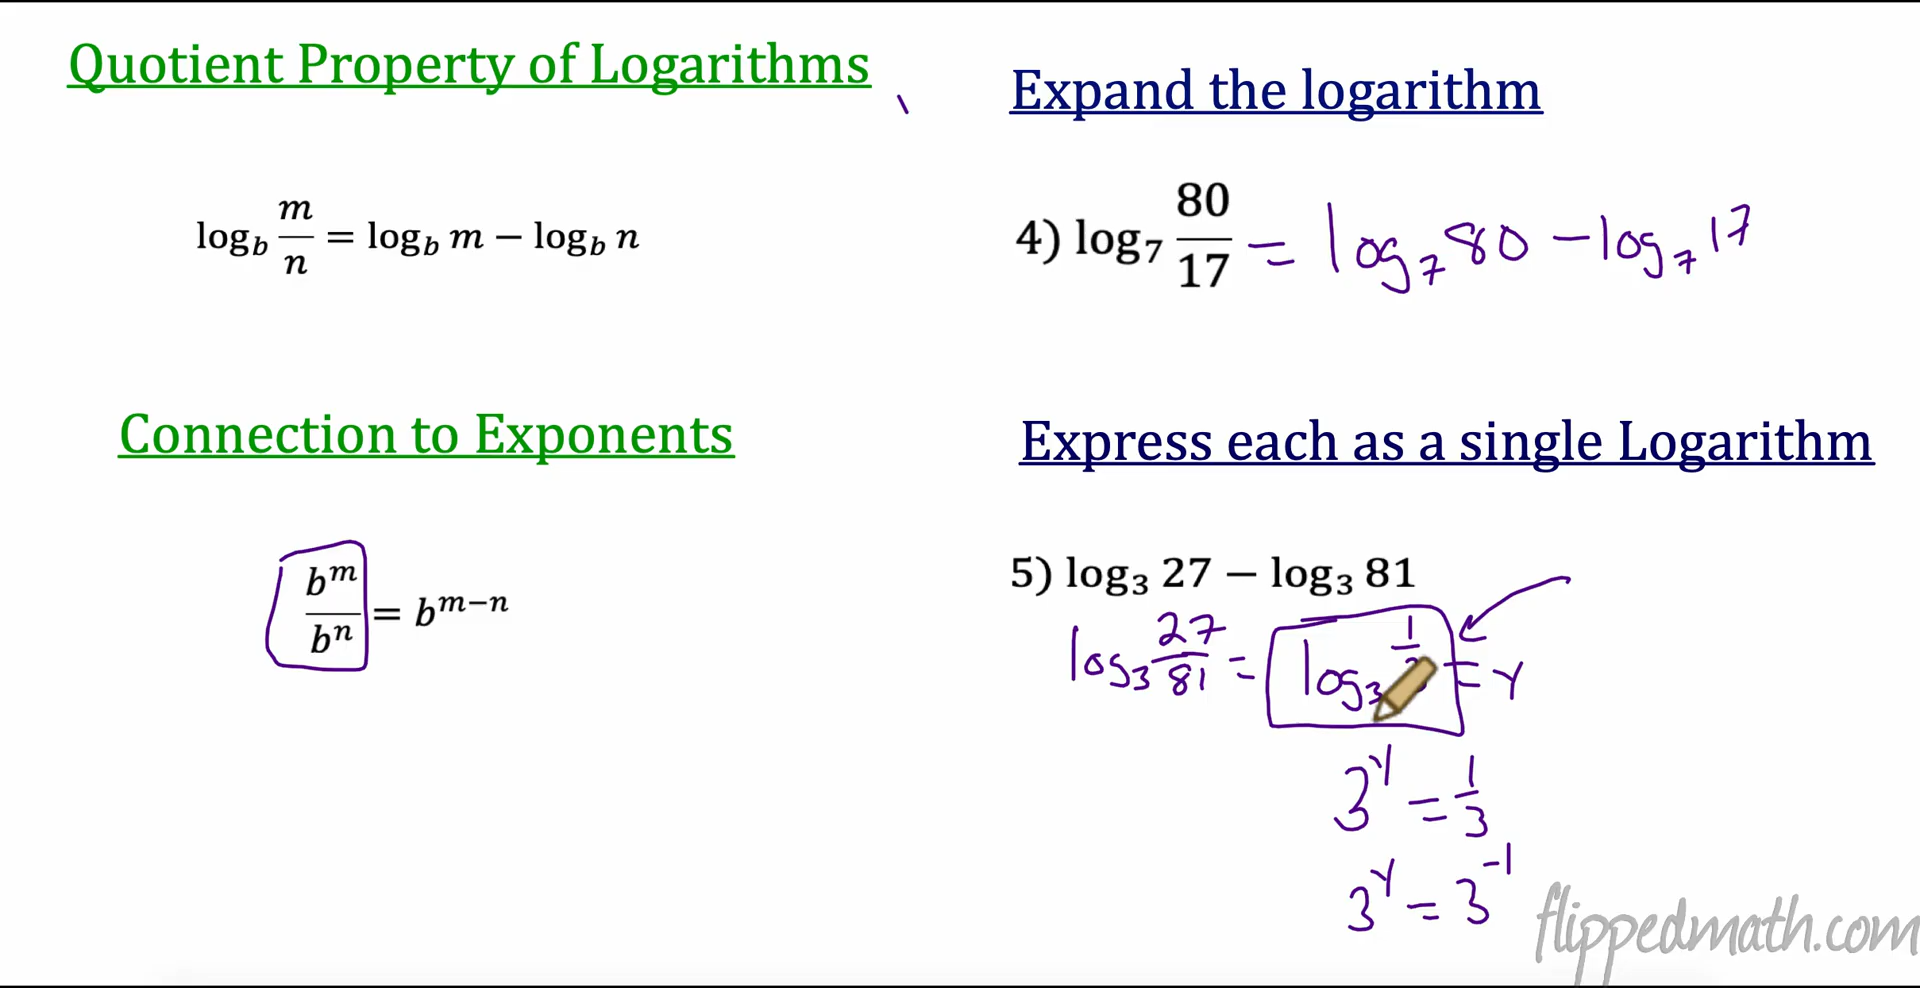 Quotient Property of Logarithms
log_b m/n = log_b m − log_b n
Connection to Exponents
b^m/b^n = b^(m−n)
Expand the logarithm
4) log_7 80/17 = log_7 80 − log_7 17
Express each as a single Logarithm
5) log_3 27 − log_3 81
log_3 27/81 = log_3 1/ = y
3^y = 1/3
3^y = 3^-1
flippedmath.com